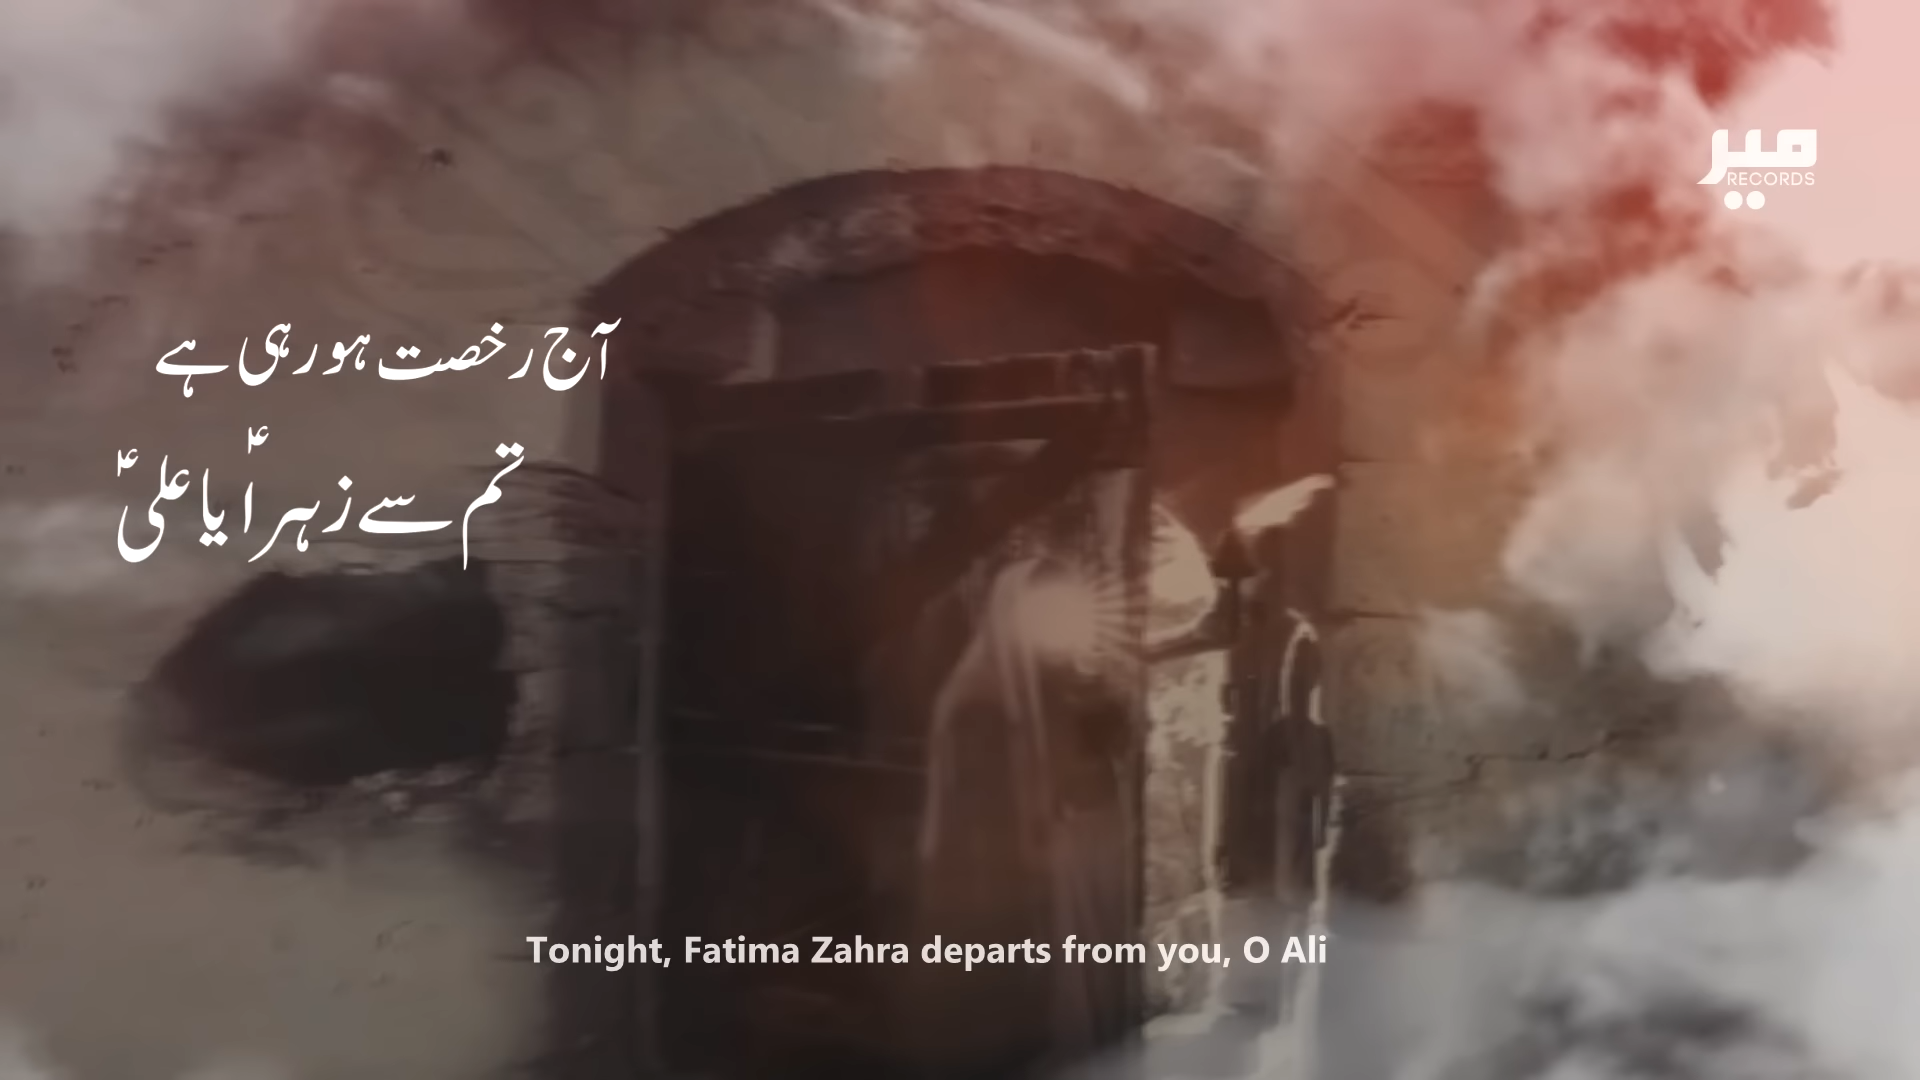 میر
RECORDS
آج رخصت ہو رہی ہے
تم سے زہراؑ یا علیؑ
Tonight, Fatima Zahra departs from you, O Ali